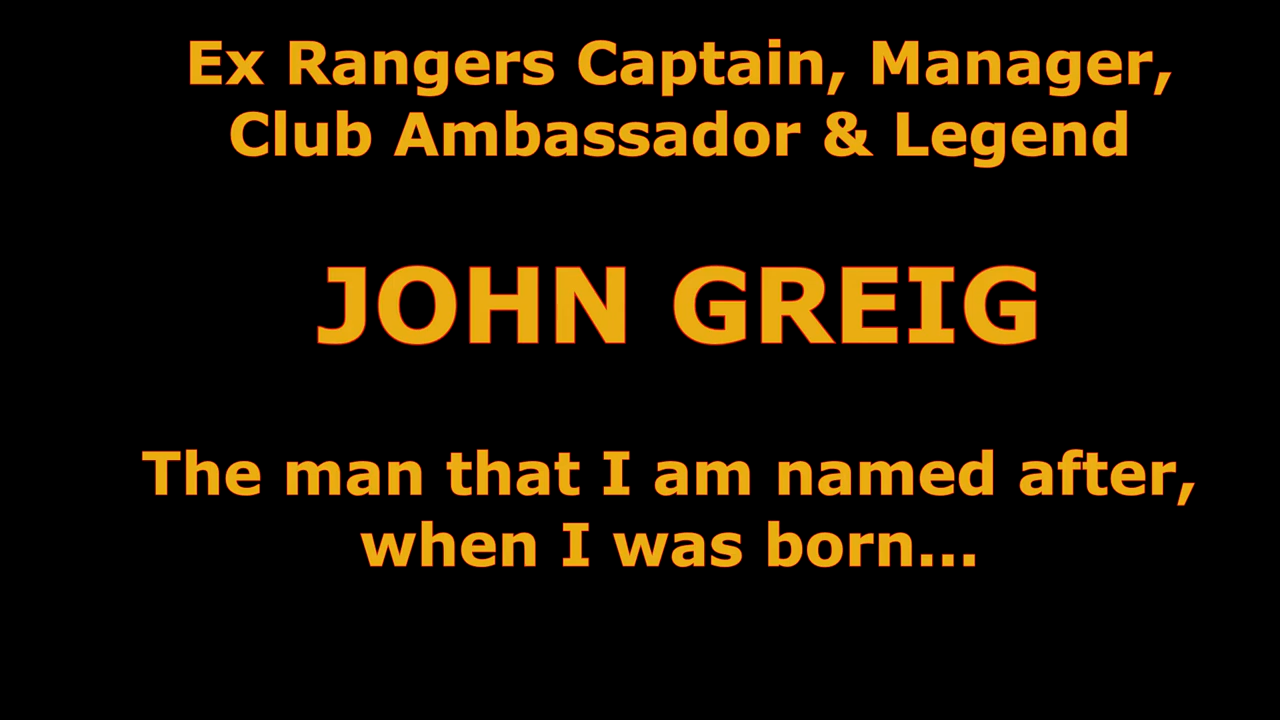 Ex Rangers Captain, Manager,
Club Ambassador & Legend
JOHN GREIG
The man that I am named after,
when I was born...